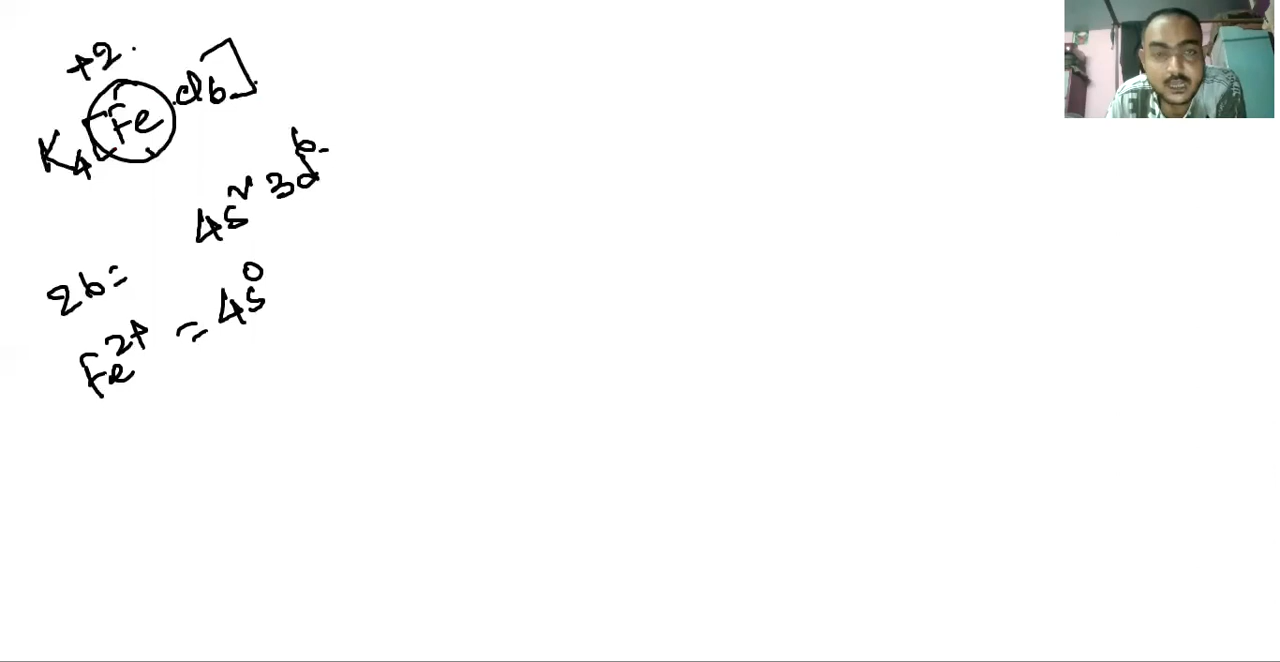 +2.
K4[Fe Cl6]
4s² 3d⁶
26=
Fe²⁺ = 4s⁰